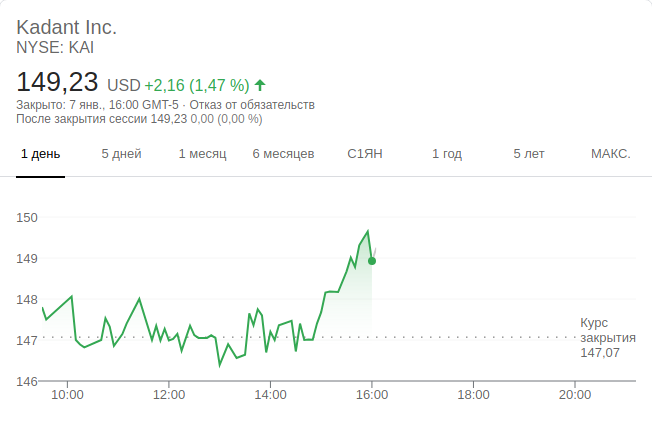 Kadant Inc.
NYSE: KAI
149,23 USD +2,16 (1,47 %)
Закрыто: 7 янв., 16:00 GMT-5 · Отказ от обязательств
После закрытия сессии 149,23 0,00 (0,00 %)
1 день 5 дней 1 месяц 6 месяцев С1ЯН 1 год 5 лет МАКС.
150
149
148
Курс
147 закрытия
147,07
146
10:00 12:00 14:00 16:00 18:00 20:00